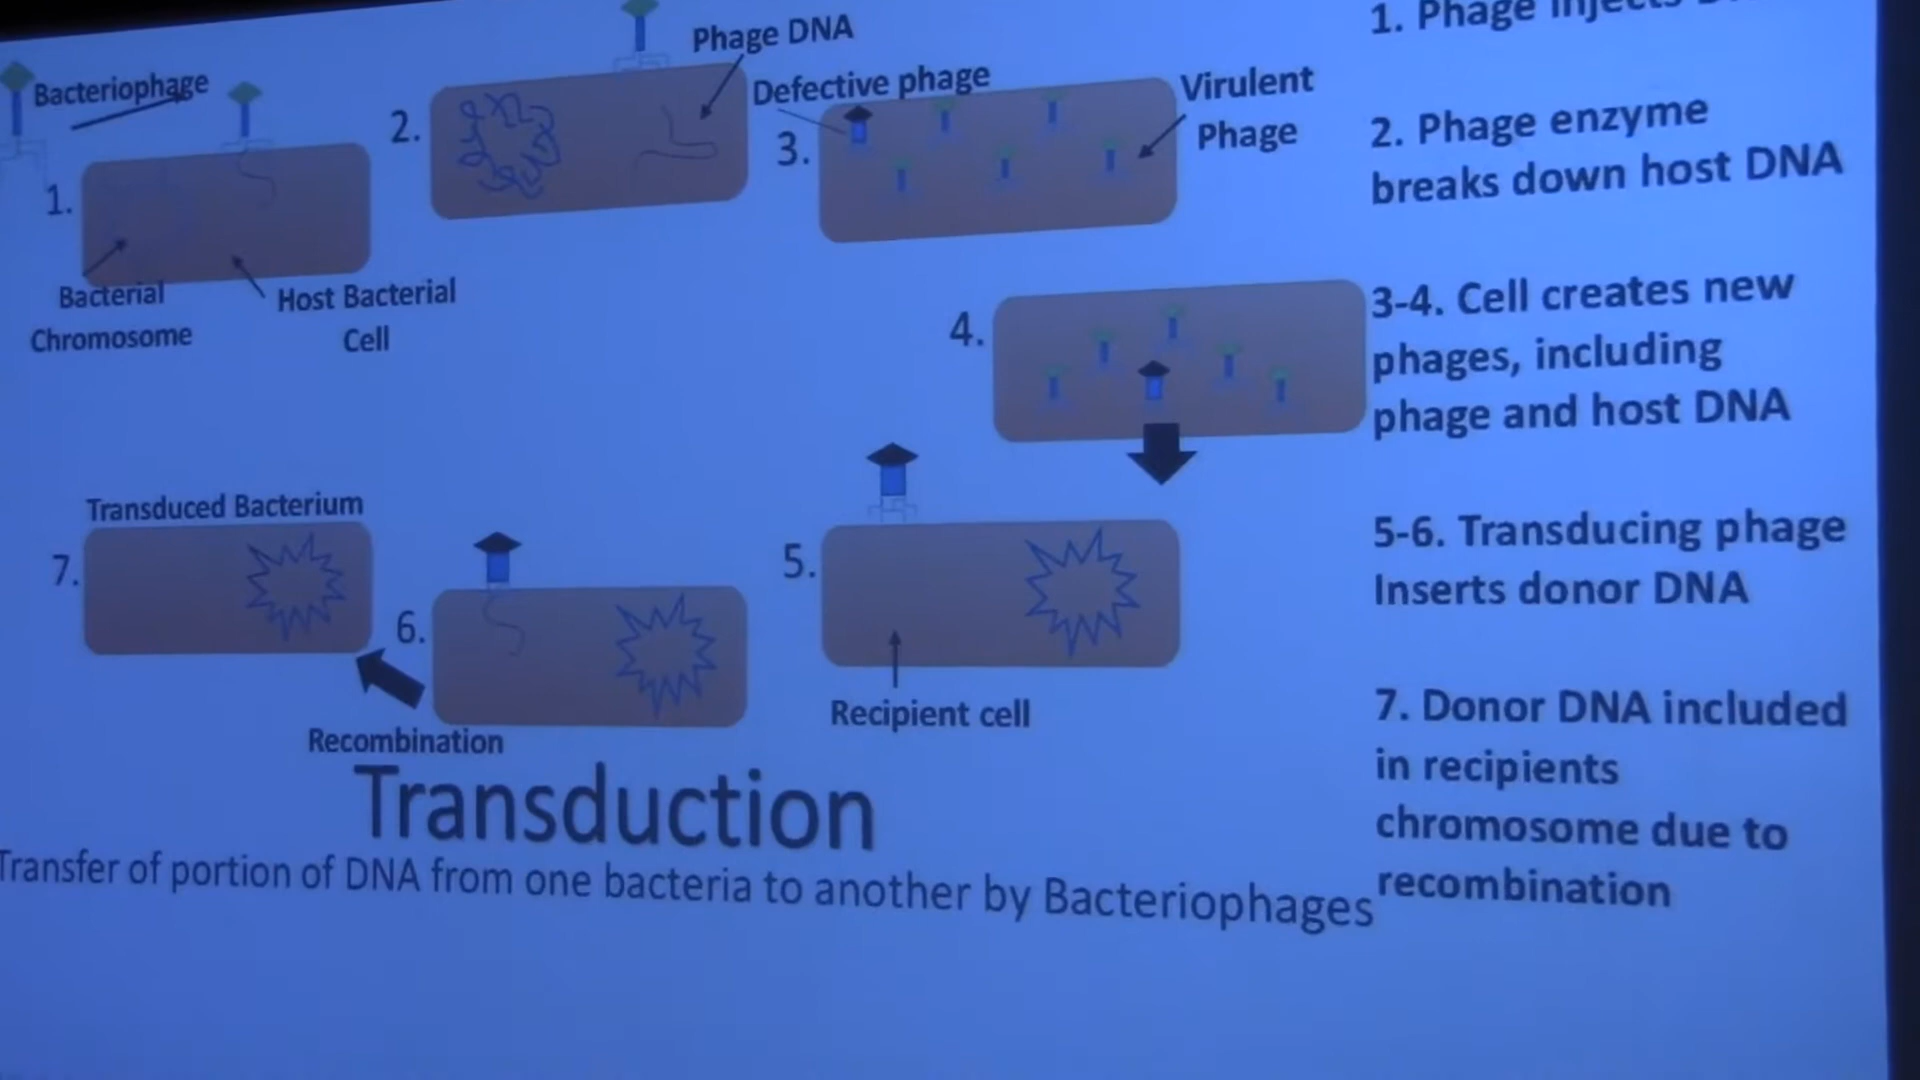 Bacteriophage
1.
Bacterial
Chromosome
Host Bacterial
Cell
2.
Phage DNA
Defective phage
3.
Virulent
Phage
4.
5.
Recipient cell
6.
Recombination
Transduced Bacterium
7.
Transduction
Transfer of portion of DNA from one bacteria to another by Bacteriophages
1. Phage injects
2. Phage enzyme
breaks down host DNA
3-4. Cell creates new
phages, including
phage and host DNA
5-6. Transducing phage
Inserts donor DNA
7. Donor DNA included
in recipients
chromosome due to
recombination